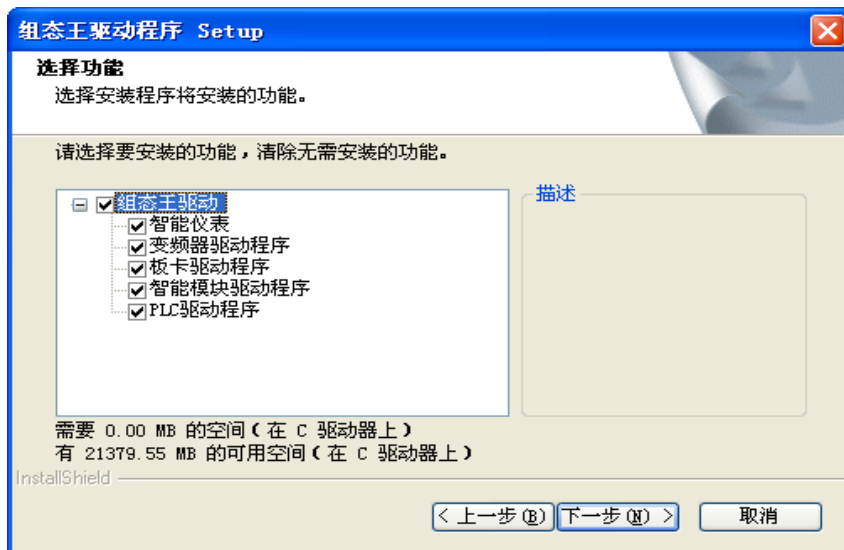 组态王驱动程序 Setup
选择功能
选择安装程序将安装的功能。
请选择要安装的功能，清除无需安装的功能。
组态王驱动
智能仪表
变频器驱动程序
板卡驱动程序
智能模块驱动程序
PLC驱动程序
描述
需要 0.00 MB 的空间(在 C 驱动器上)
有 21379.55 MB 的可用空间(在 C 驱动器上)
InstallShield
< 上一步(B) 下一步(N) > 取消